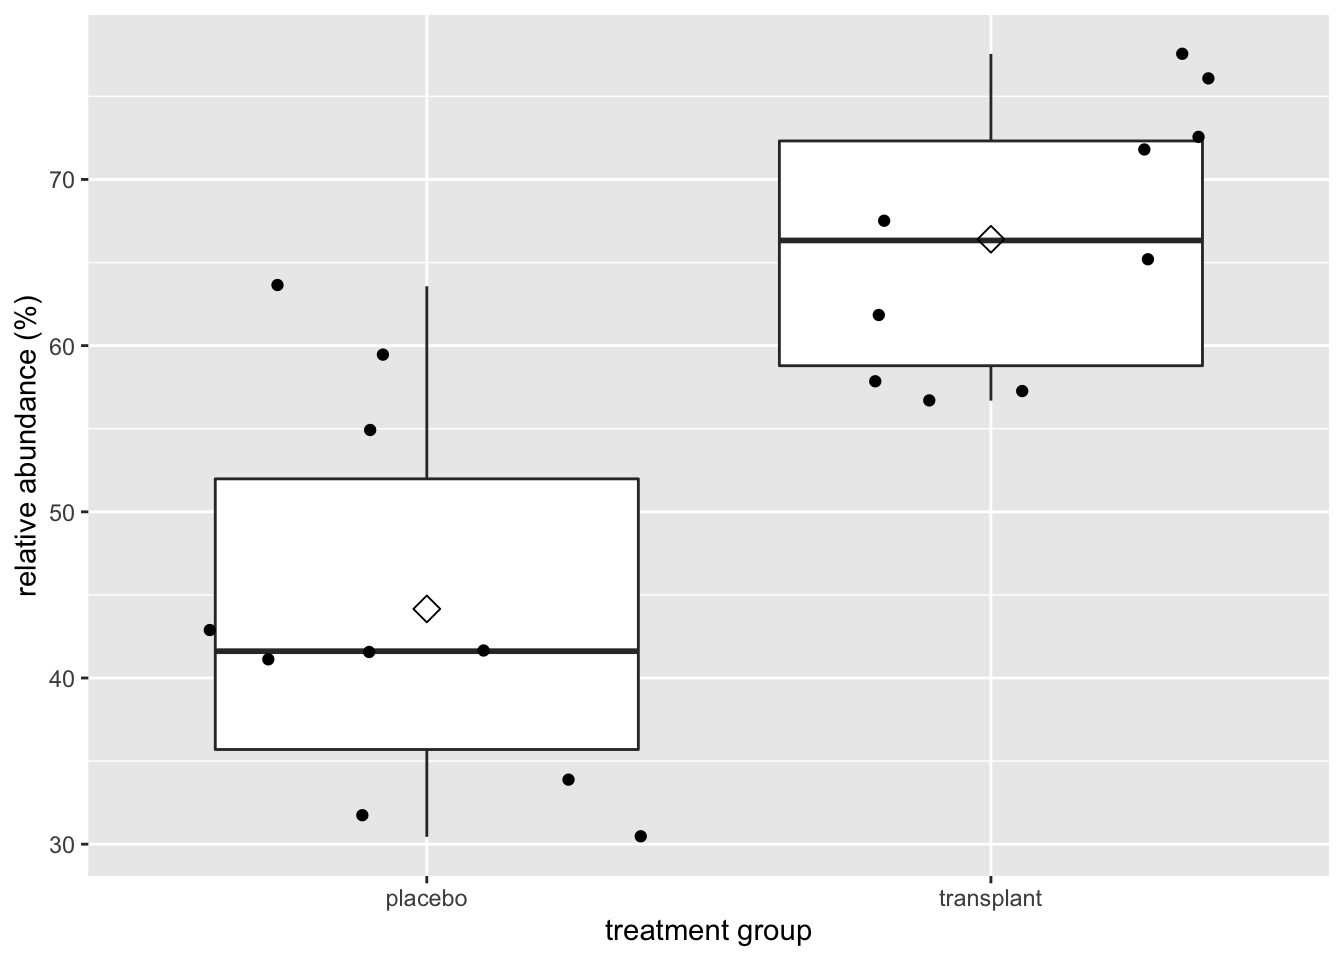 relative abundance (%)
70
60
50
40
30
placebo
transplant
treatment group